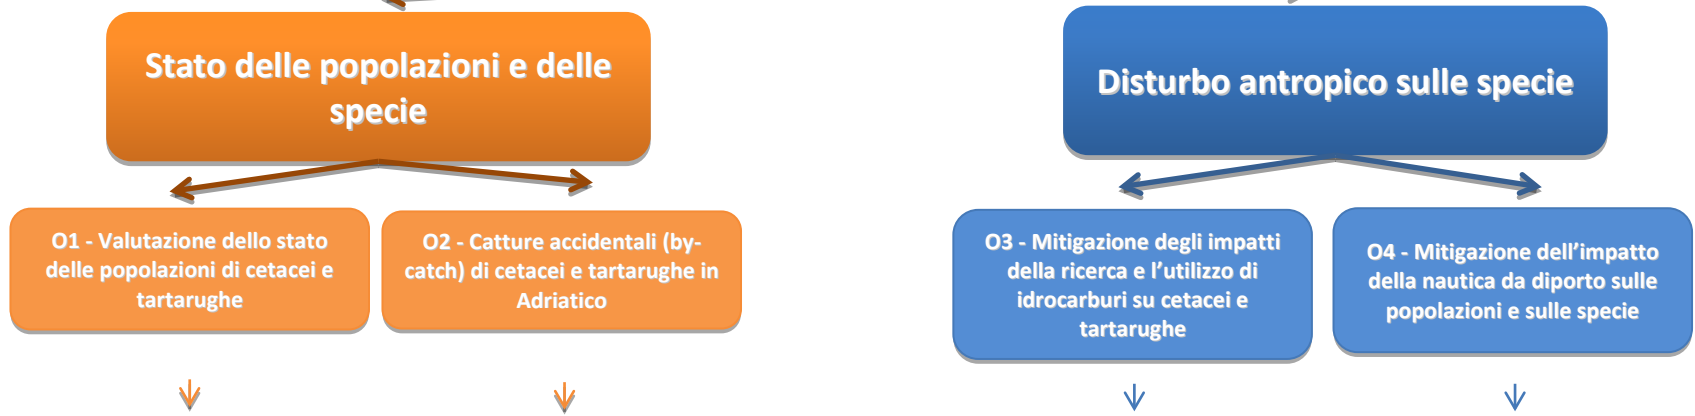 Stato delle popolazioni e delle
specie
Disturbo antropico sulle specie
O1 - Valutazione dello stato
delle popolazioni di cetacei e
tartarughe
O2 - Catture accidentali (by-
catch) di cetacei e tartarughe in
Adriatico
O3 - Mitigazione degli impatti
della ricerca e l’utilizzo di
idrocarburi su cetacei e
tartarughe
O4 - Mitigazione dell’impatto
della nautica da diporto sulle
popolazioni e sulle specie